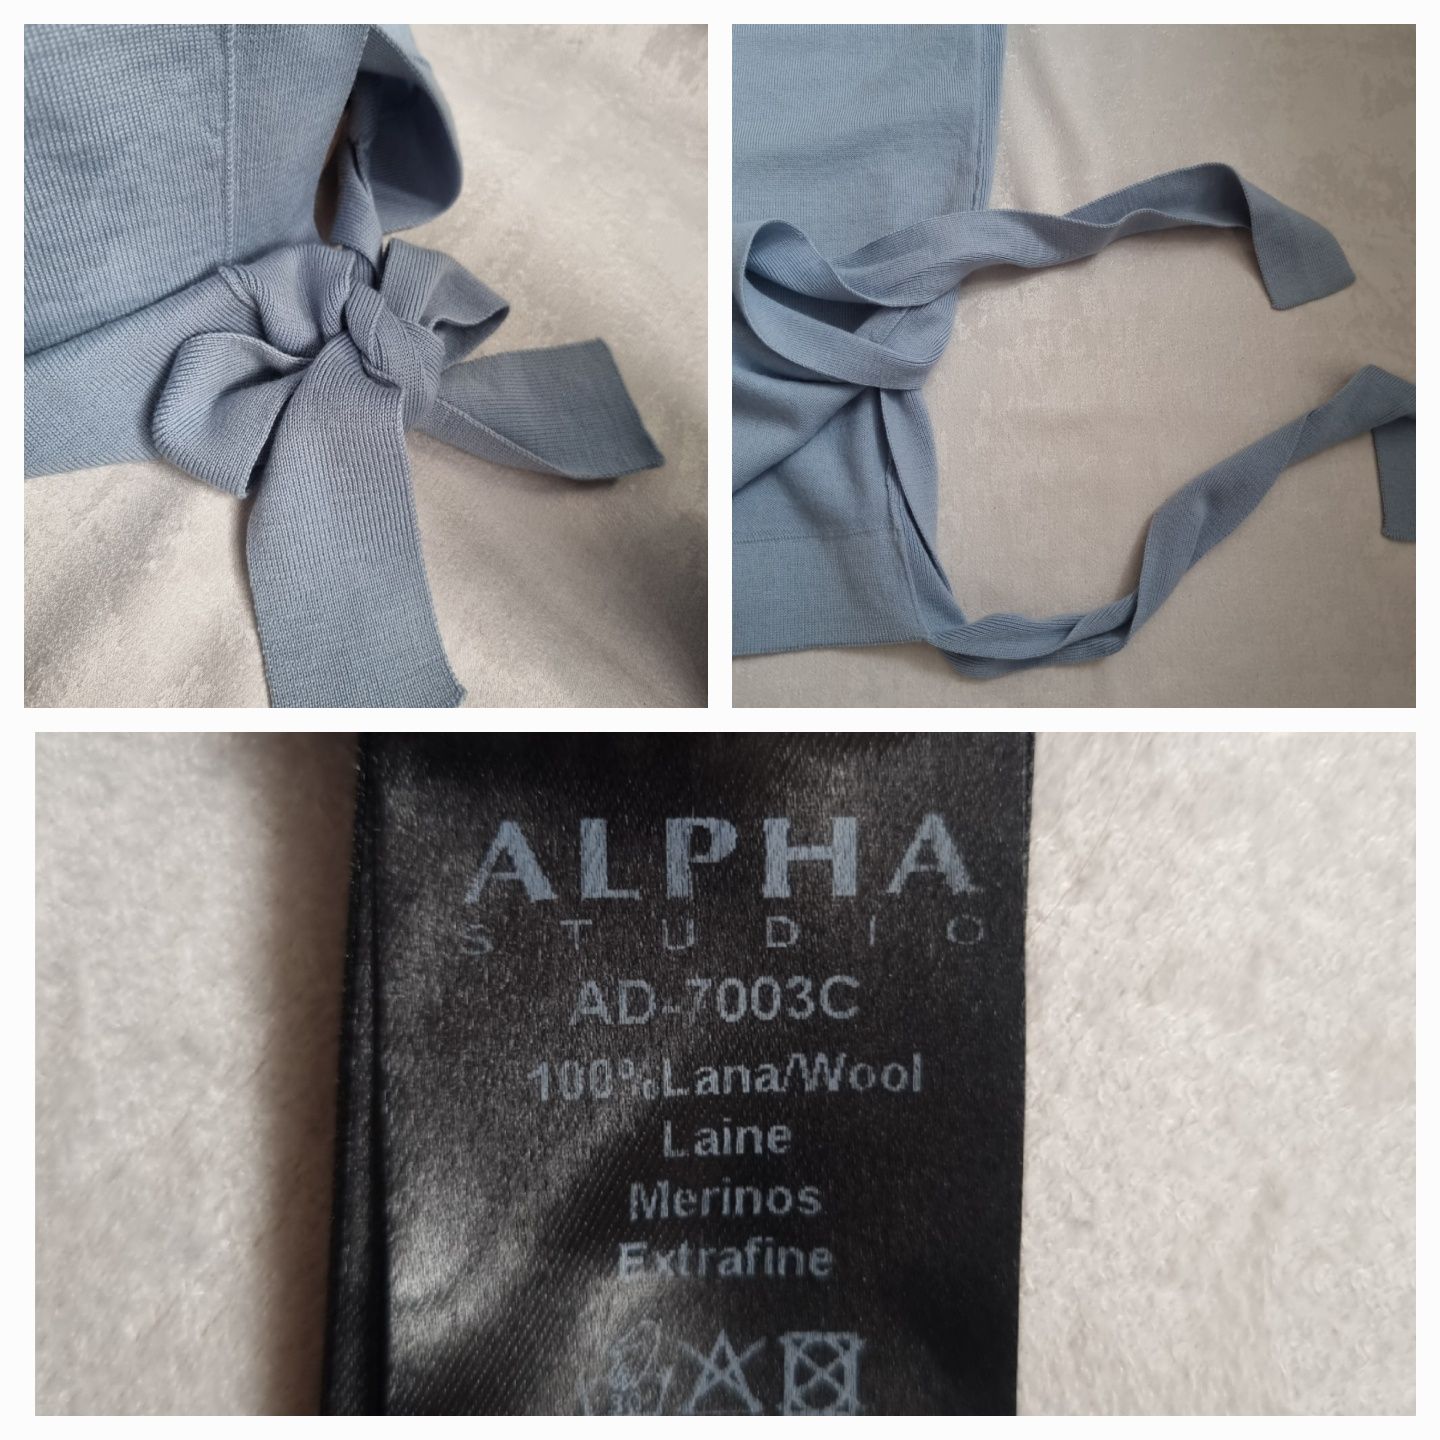 ALPHA
STUDIO
AD-7003C
100%Lana/Wool
Laine
Merinos
Extrafine